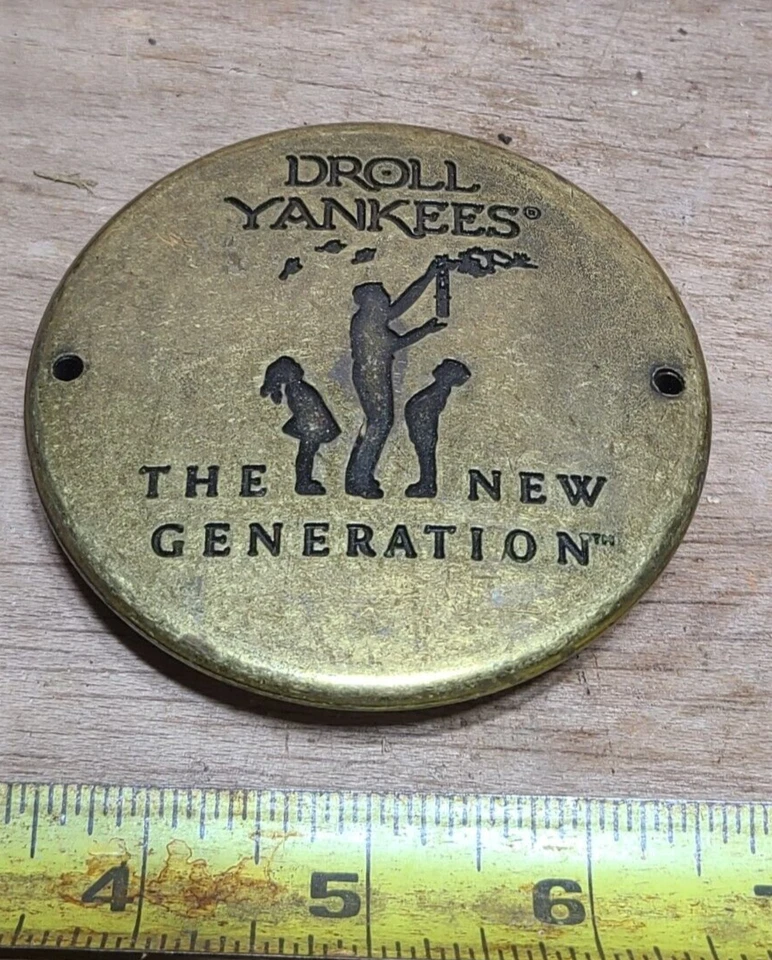 DROLL
YANKEES®
THE NEW
GENERATION™
4 5 6